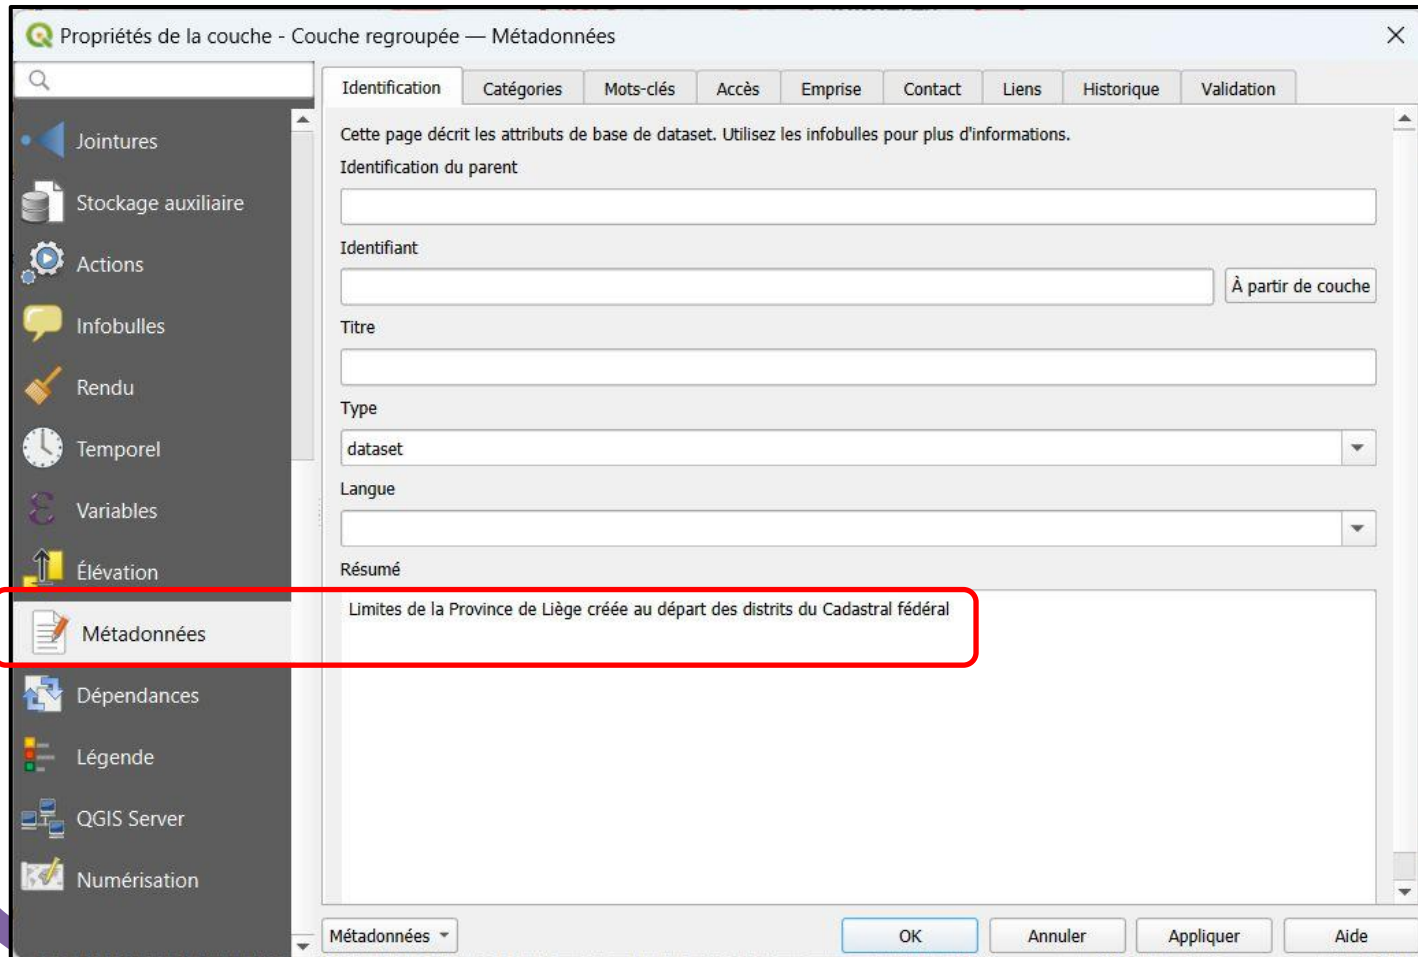 Propriétés de la couche - Couche regroupée — Métadonnées
Identification
Catégories
Mots-clés
Accès
Emprise
Contact
Liens
Historique
Validation
Jointures
Stockage auxiliaire
Actions
Infobulles
Rendu
Temporel
Variables
Élévation
Métadonnées
Dépendances
Légende
QGIS Server
Numérisation
Cette page décrit les attributs de base de dataset. Utilisez les infobulles pour plus d'informations.
Identification du parent
Identifiant
À partir de couche
Titre
Type
dataset
Langue
Résumé
Limites de la Province de Liège créée au départ des distrits du Cadastral fédéral
Métadonnées
OK
Annuler
Appliquer
Aide